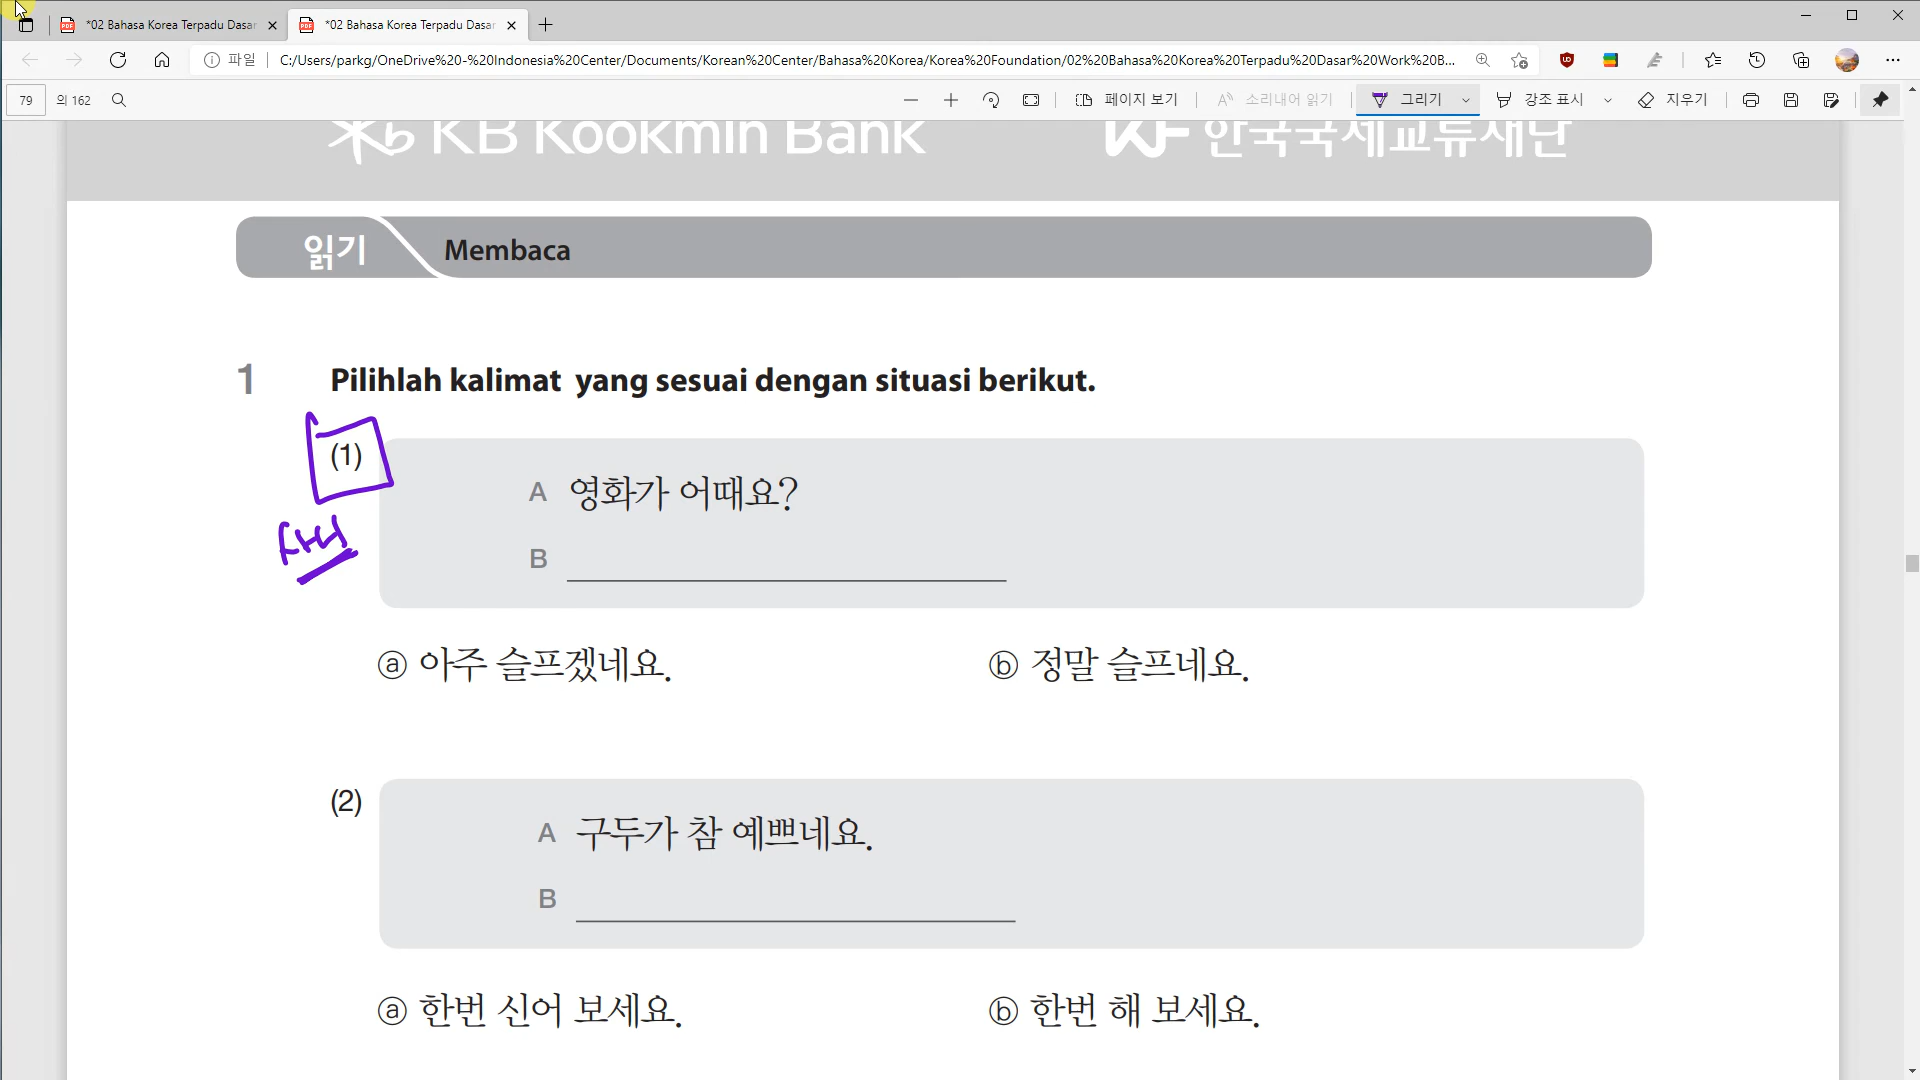 *02 Bahasa Korea Terpadu Dasar
*02 Bahasa Korea Terpadu Dasar
파일
C:/Users/parkg/OneDrive%20-%20Indonesia%20Center/Documents/Korean%20Center/Bahasa%20Korea/Korea%20Foundation/02%20Bahasa%20Korea%20Terpadu%20Dasar%20Work%20B...
79 의 162
페이지 보기
소리내어 읽기
그리기
강조 표시
지우기
KB Kookmin Bank
KF 한국국제교류재단
읽기 Membaca
1 Pilihlah kalimat yang sesuai dengan situasi berikut.
(1)
A 영화가 어때요?
B
ⓐ 아주 슬프겠네요. ⓑ 정말 슬프네요.
(2)
A 구두가 참 예쁘네요.
B
ⓐ 한번 신어 보세요. ⓑ 한번 해 보세요.